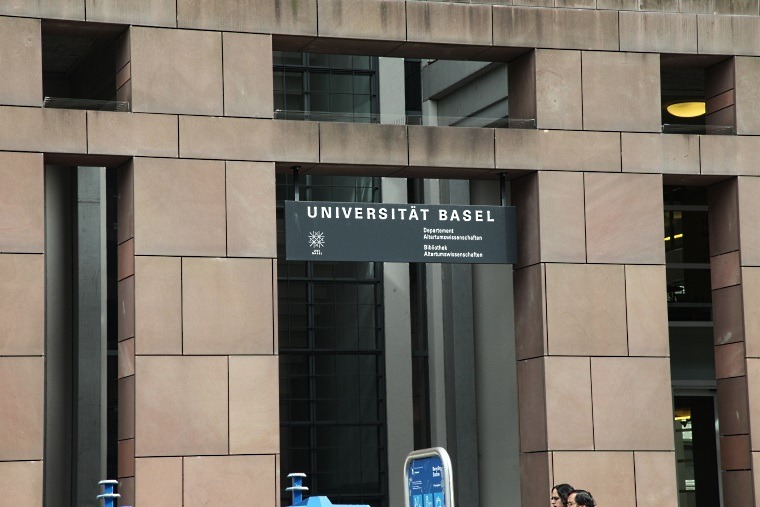 UNIVERSITÄT BASEL
Departement
Altertumswissenschaften
Bibliothek
Altertumswissenschaften